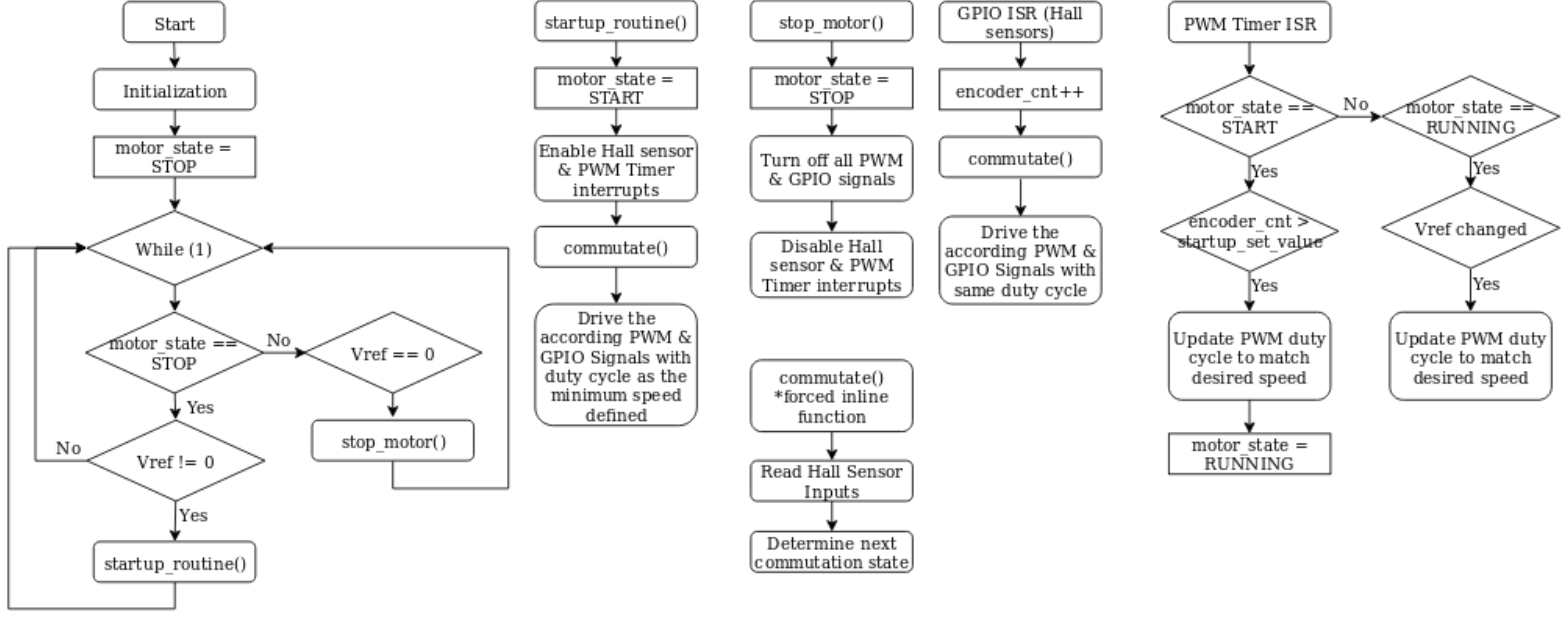 Start
Initialization
motor_state =
STOP
While (1)
motor_state ==
STOP
No
Vref == 0
Yes
stop_motor()
No
Vref != 0
Yes
startup_routine()
startup_routine()
motor_state =
START
Enable Hall sensor
& PWM Timer
interrupts
commutate()
Drive the
according PWM &
GPIO Signals with
duty cycle as the
minimum speed
defined
stop_motor()
motor_state =
STOP
Turn off all PWM
& GPIO signals
Disable Hall
sensor & PWM
Timer interrupts
commutate()
*forced inline
function
Read Hall Sensor
Inputs
Determine next
commutation state
GPIO ISR (Hall
sensors)
encoder_cnt++
commutate()
Drive the
according PWM &
GPIO Signals with
same duty cycle
PWM Timer ISR
motor_state ==
START
No
motor_state ==
RUNNING
Yes
Yes
encoder_cnt >
startup_set_value
Vref changed
Yes
Yes
Update PWM duty
cycle to match
desired speed
Update PWM duty
cycle to match
desired speed
motor_state =
RUNNING